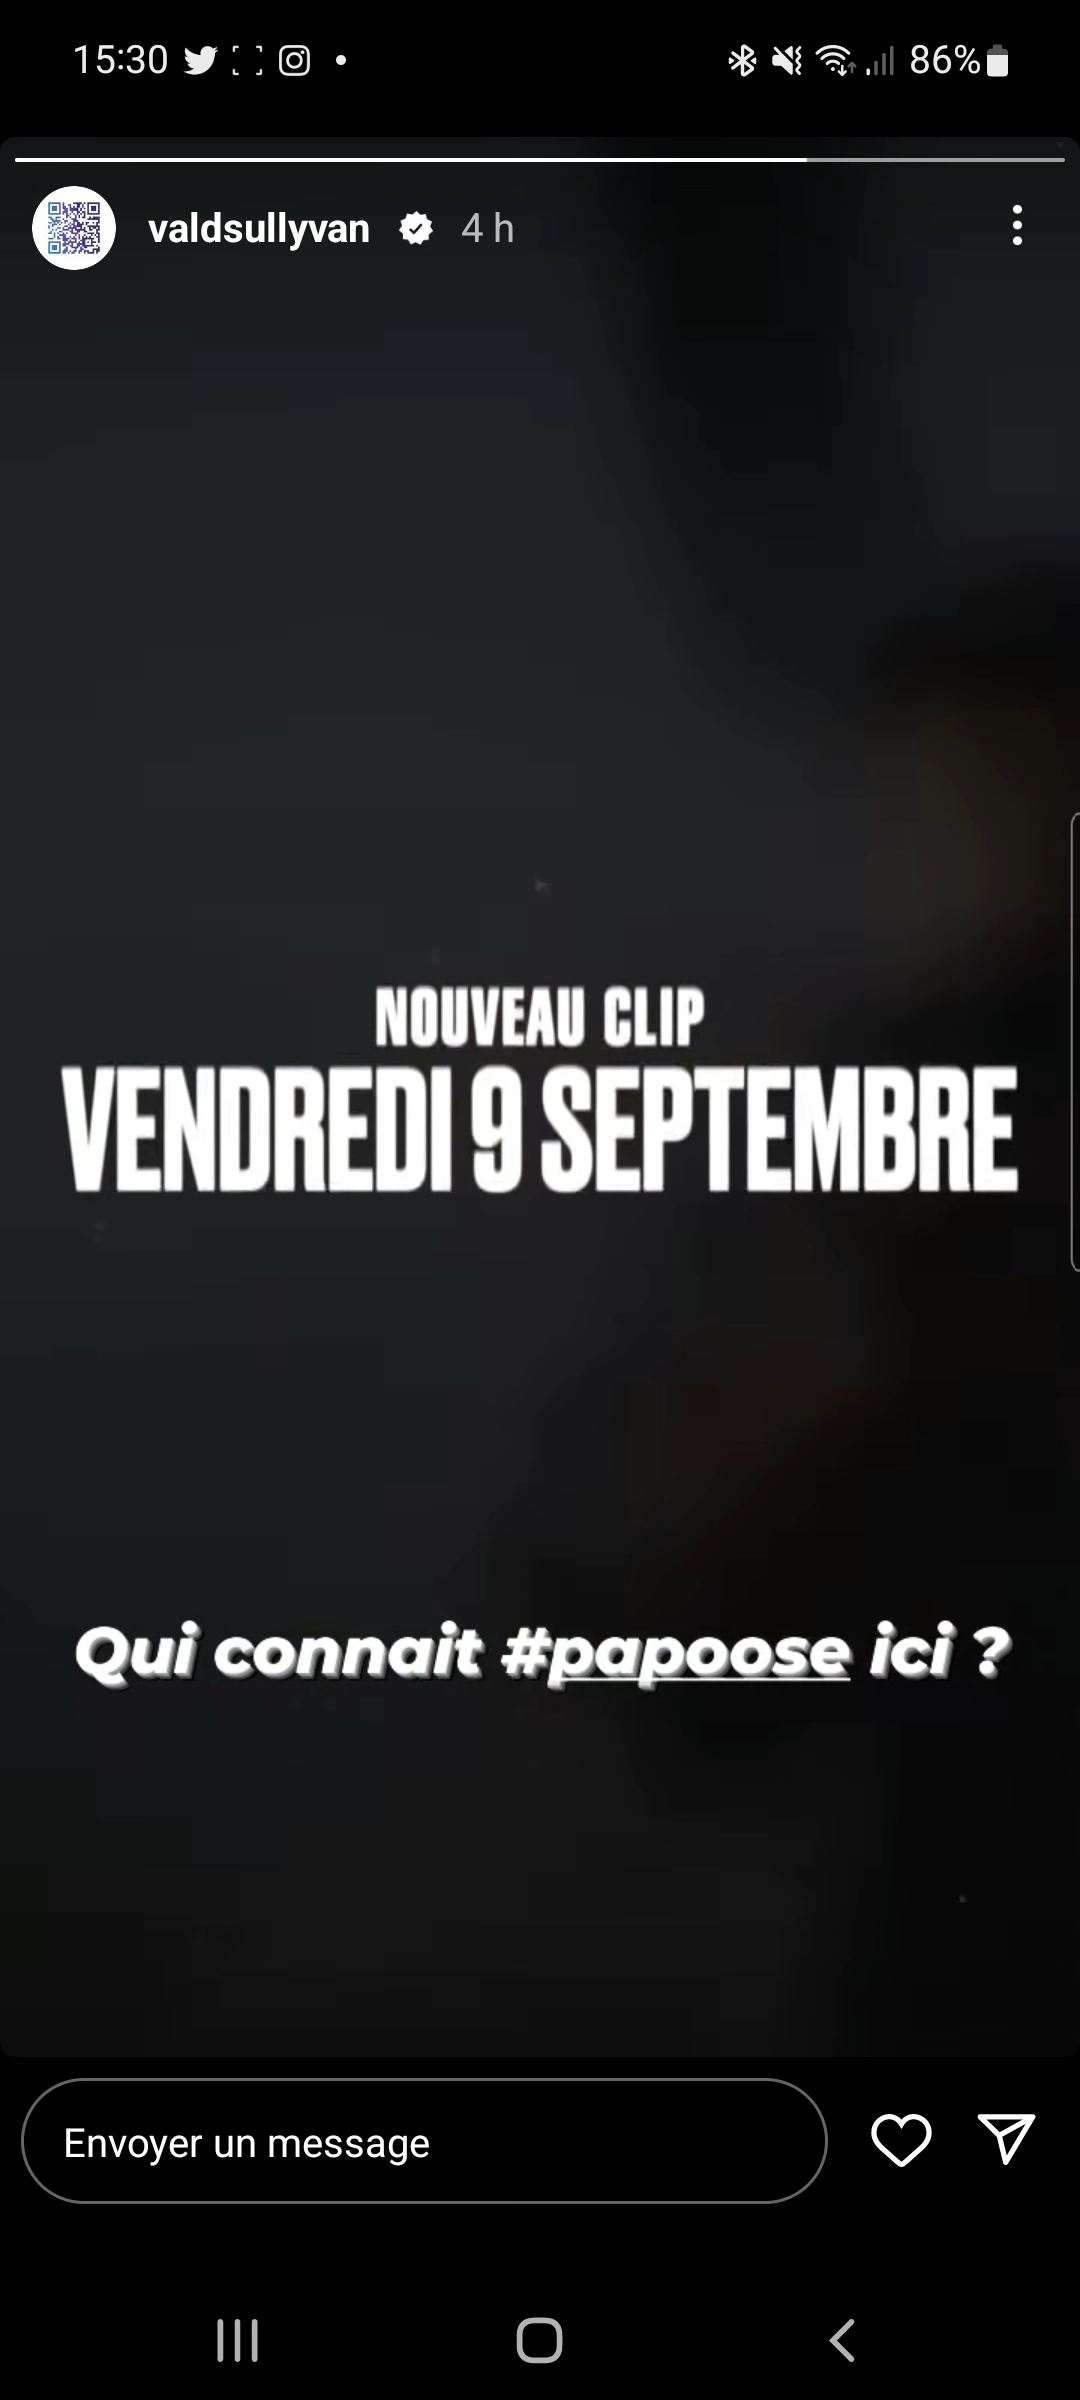 15:30
86%
valdsullyvan 4 h
NOUVEAU CLIP
VENDREDI 9 SEPTEMBRE
Qui connait #papoose ici ?
Envoyer un message